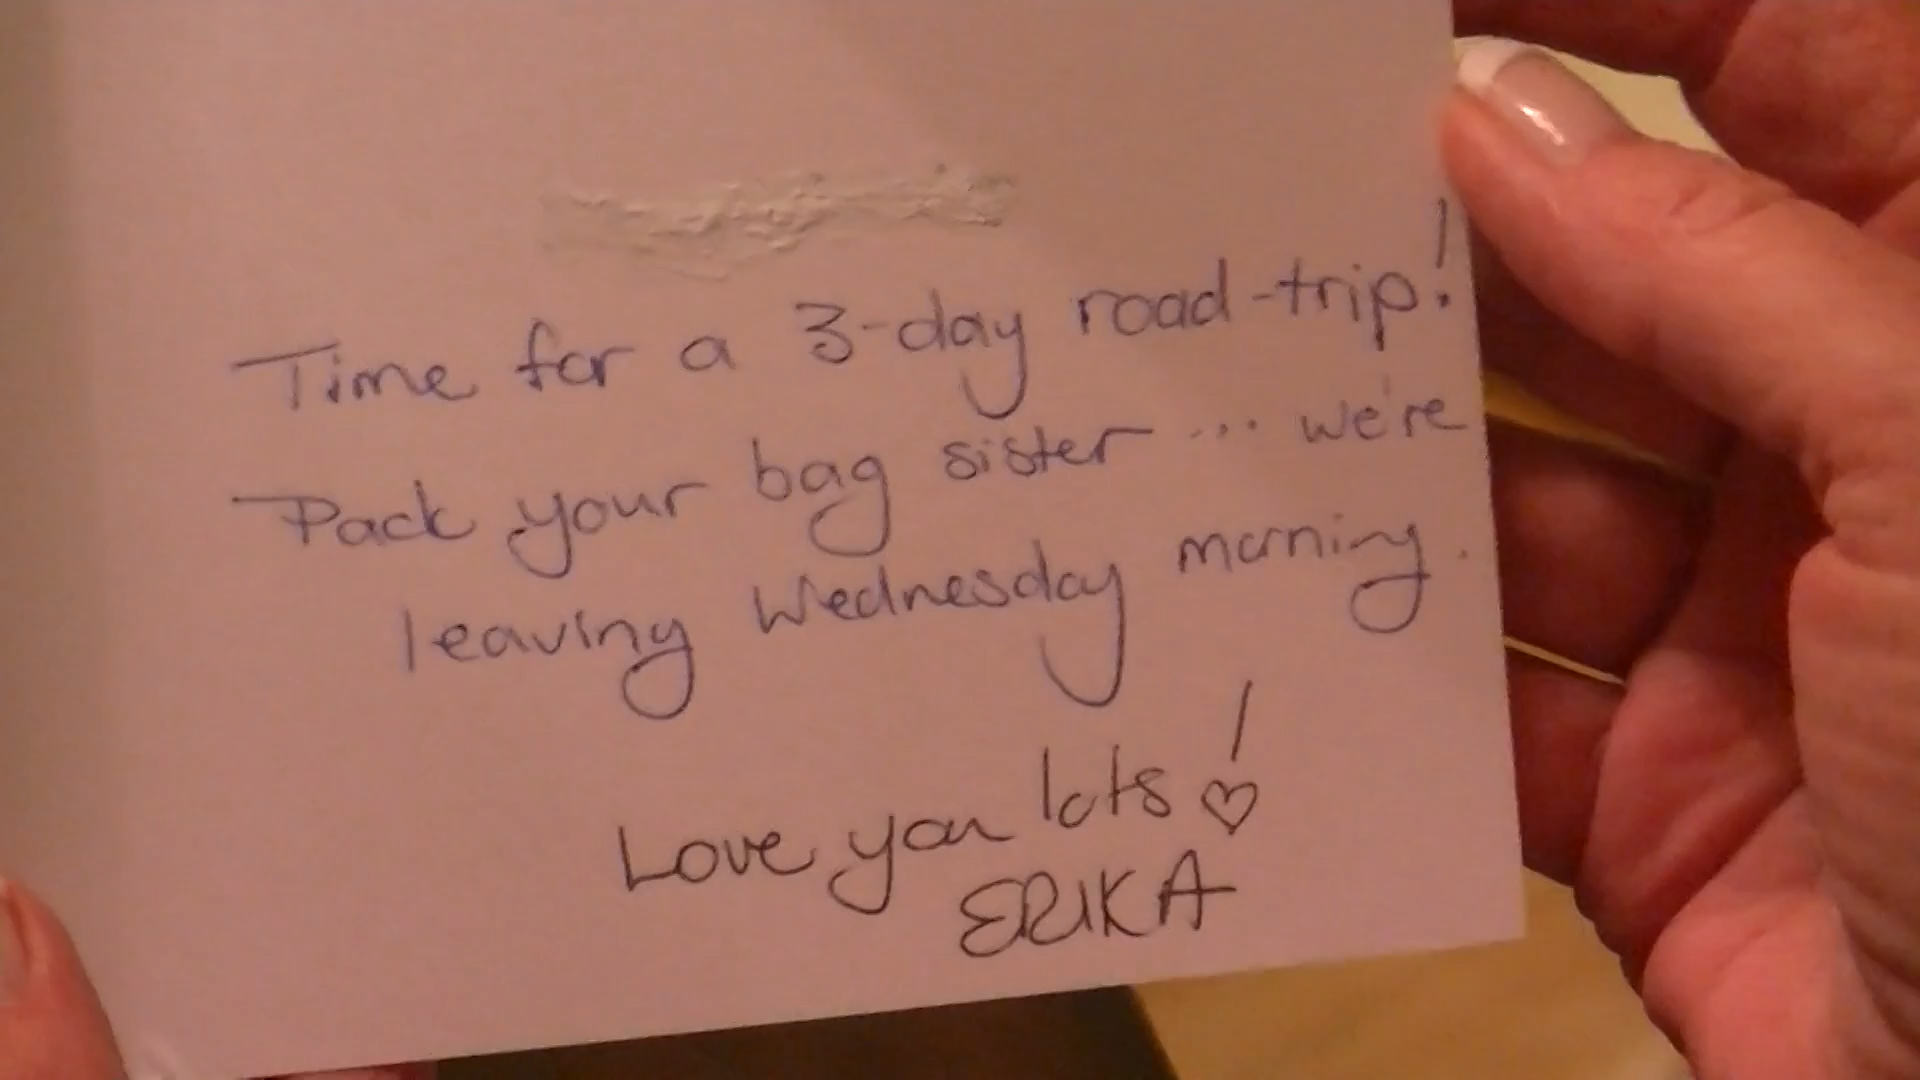 Time for a 3-day road-trip!
Pack your bag sister... we're
leaving Wednesday morning.
Love you lots! ♡
ERIKA